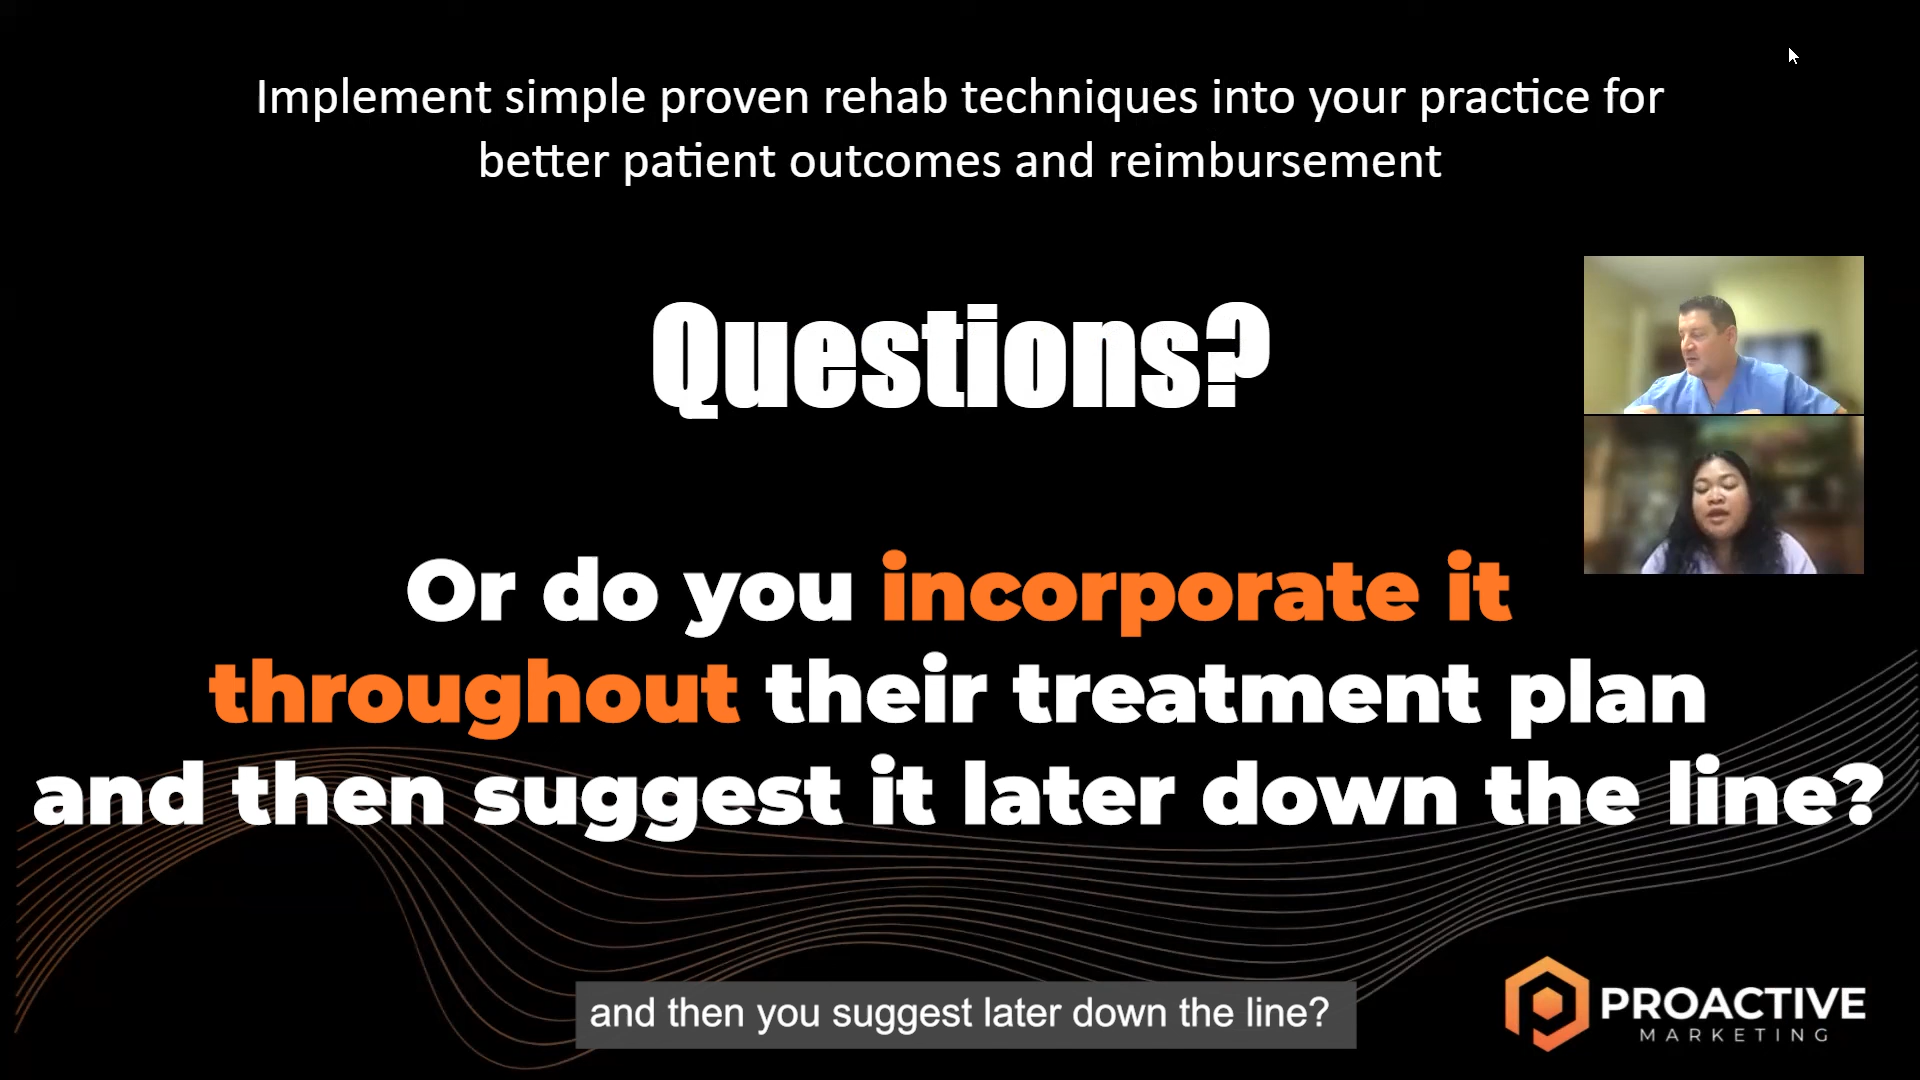 Implement simple proven rehab techniques into your practice for
better patient outcomes and reimbursement
Questions?
Or do you incorporate it
throughout their treatment plan
and then suggest it later down the line?
and then you suggest later down the line?
PROACTIVE
MARKETING